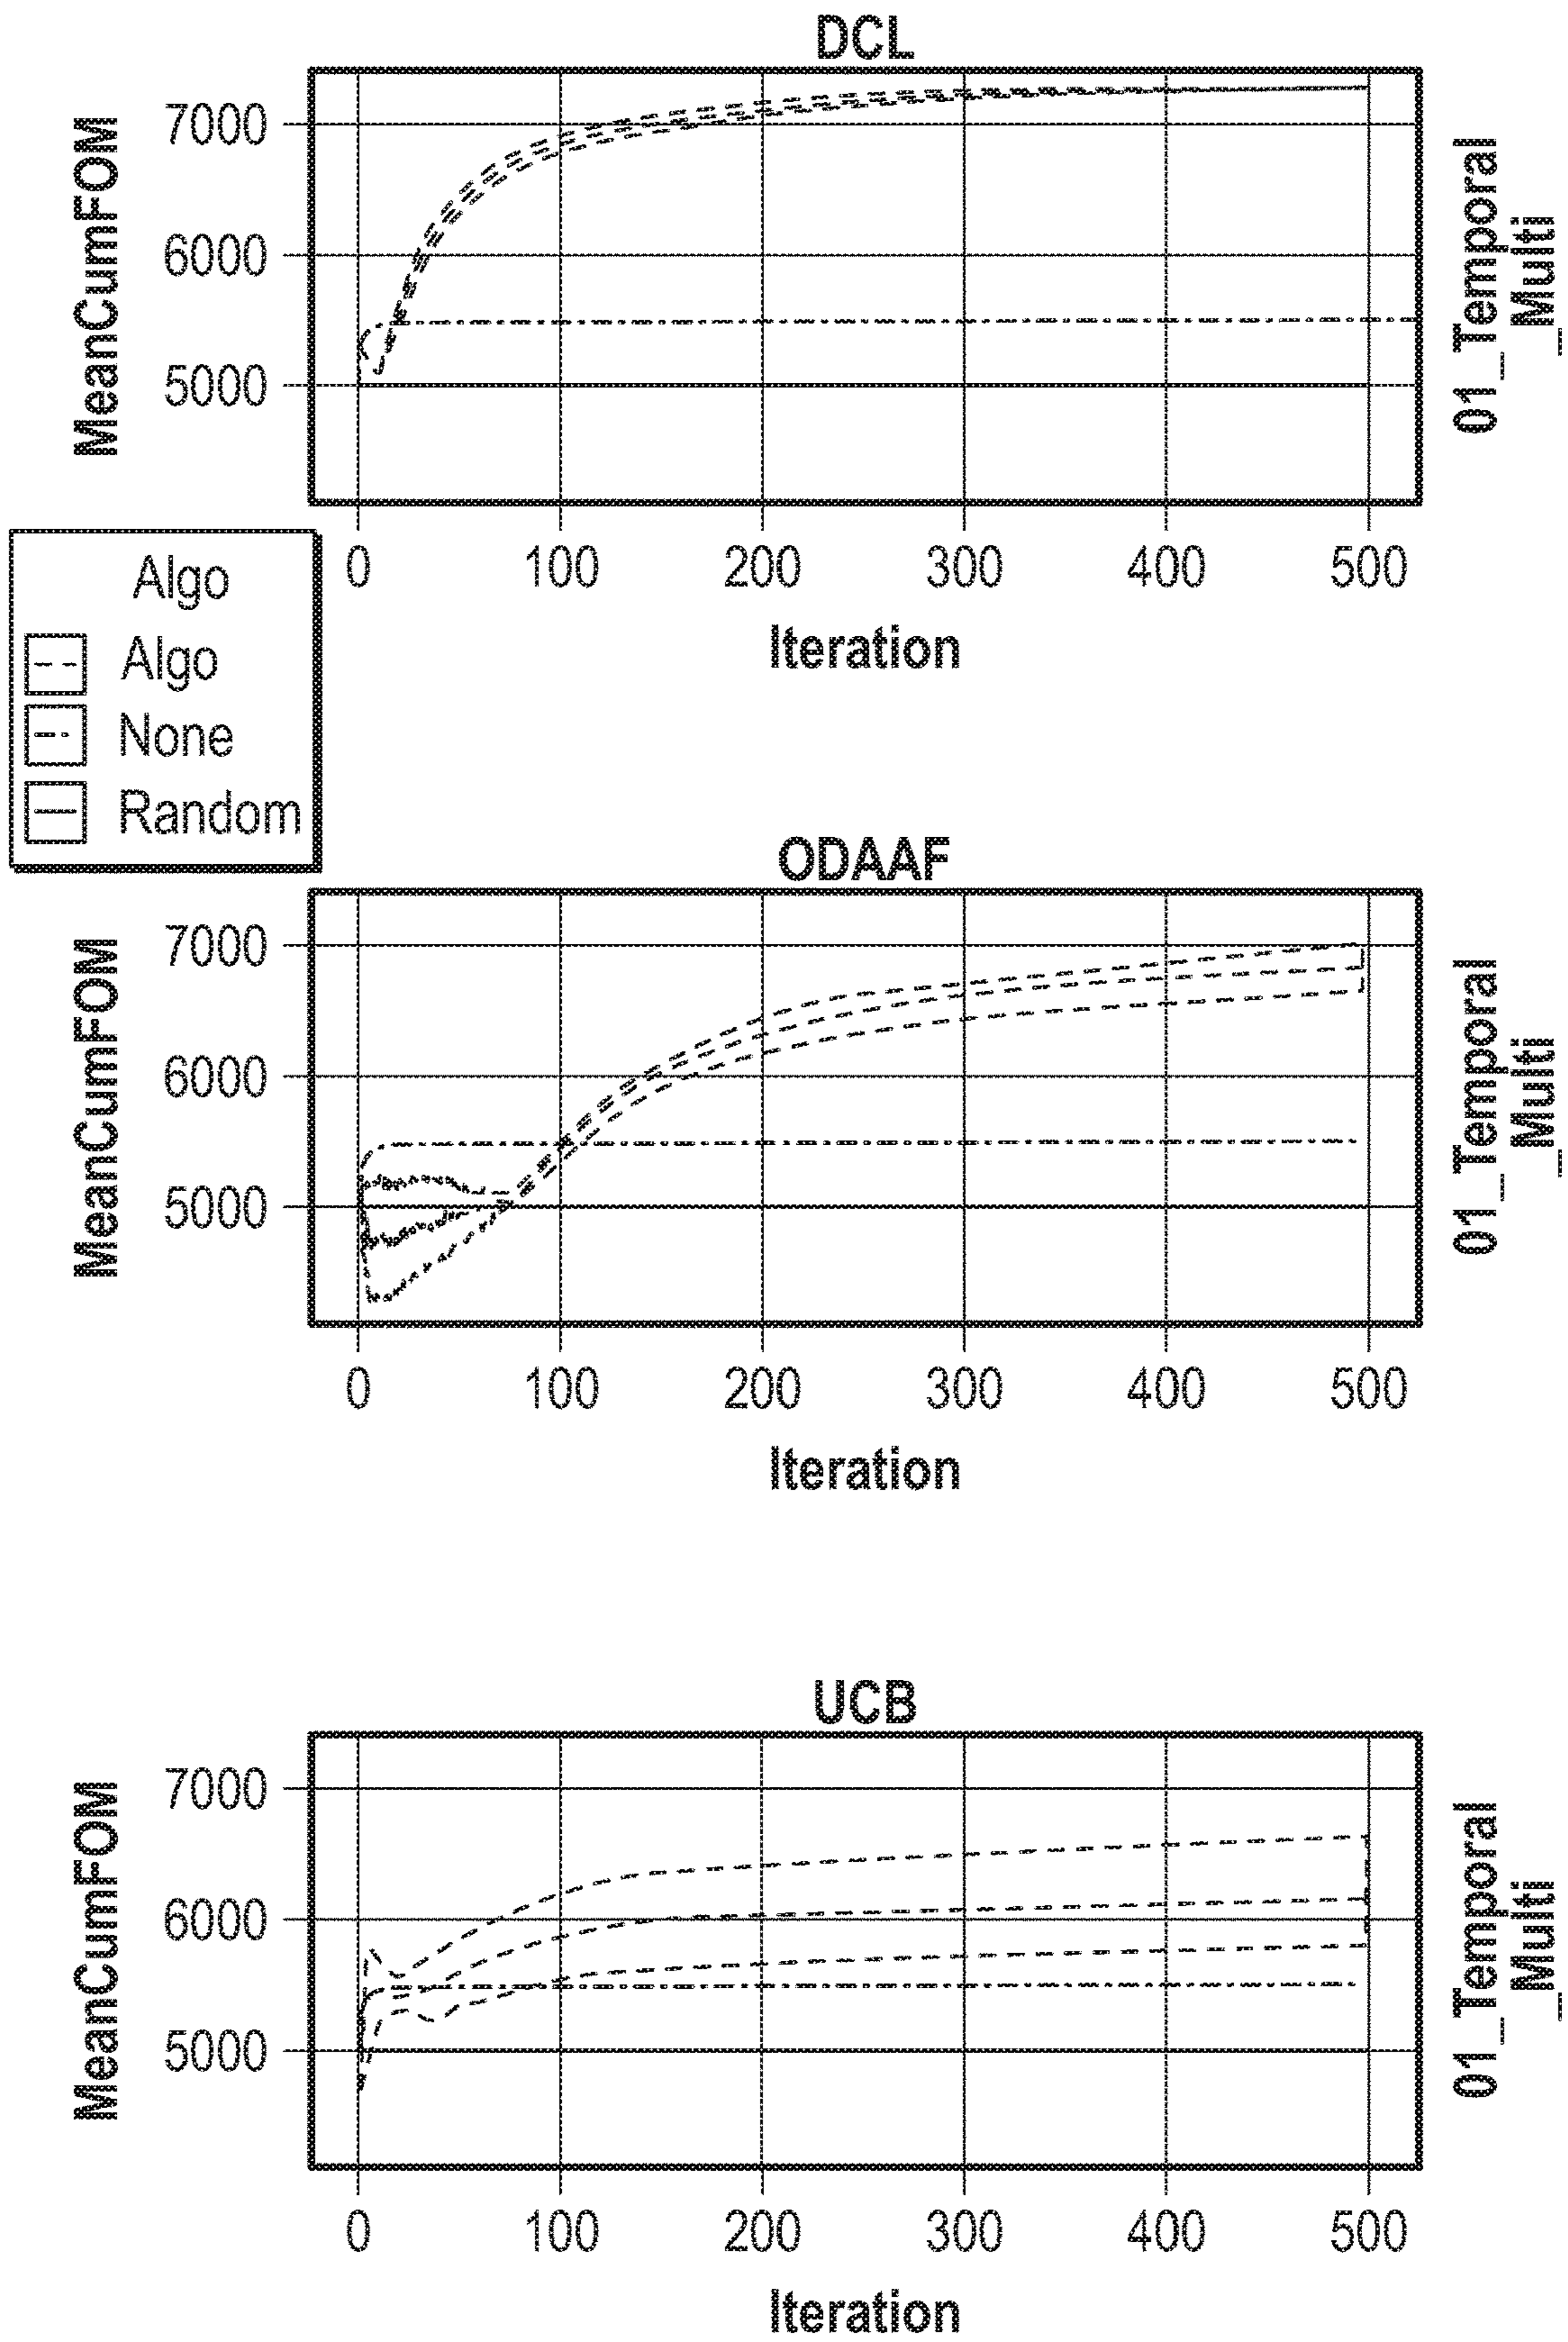 DCL
MeanCumFOM
7000
6000
5000
01_Temporal
_Multi
0 100 200 300 400 500
Iteration
Algo
Algo
None
Random
ODAAF
MeanCumFOM
7000
6000
5000
01_Temporal
_Multi
0 100 200 300 400 500
Iteration
UCB
MeanCumFOM
7000
6000
5000
01_Temporal
_Multi
0 100 200 300 400 500
Iteration